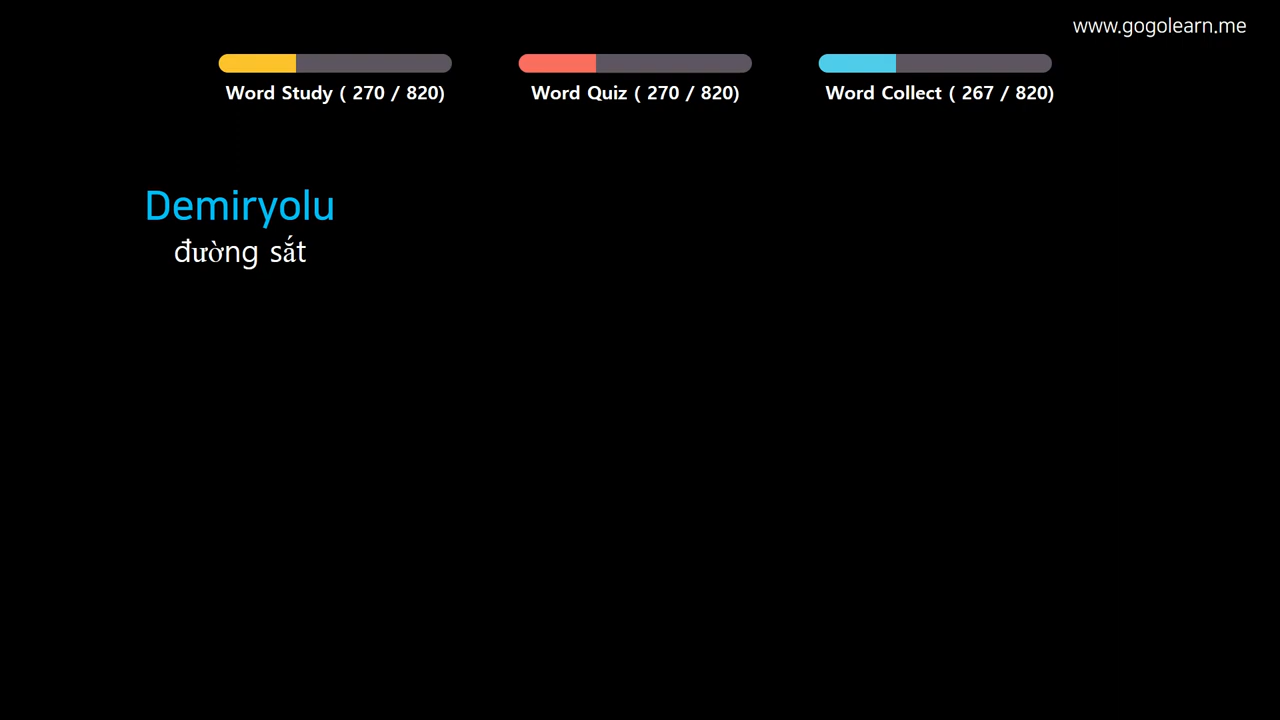 www.gogolearn.me
Word Study ( 270 / 820)
Word Quiz ( 270 / 820)
Word Collect ( 267 / 820)
Demiryolu
đường sắt